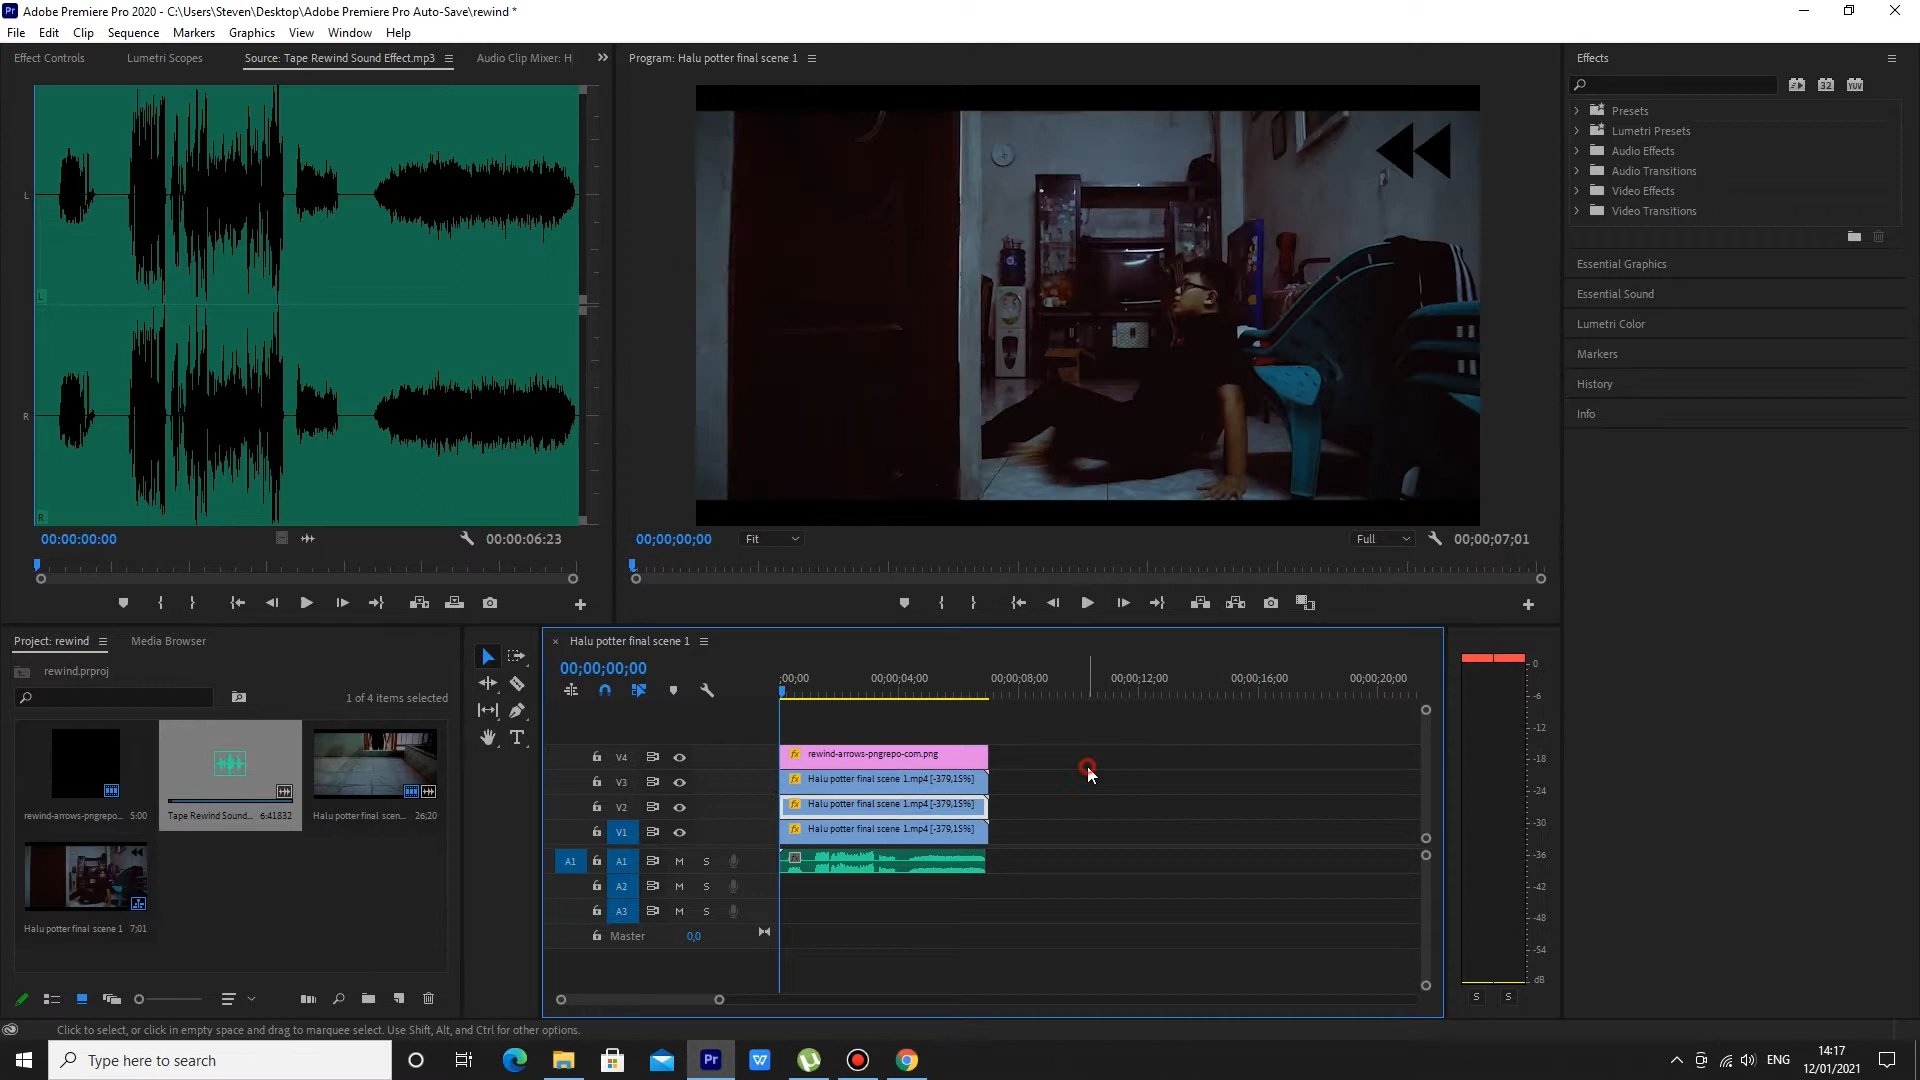 Adobe Premiere Pro 2020 - C:\Users\Steven\Desktop\Adobe Premiere Pro Auto-Save\rewind *
File Edit Clip Sequence Markers Graphics View Window Help
Effect Controls Lumetri Scopes Source: Tape Rewind Sound Effect.mp3 Audio Clip Mixer: H
Program: Halu potter final scene 1
Effects
Presets
Lumetri Presets
Audio Effects
Audio Transitions
Video Effects
Video Transitions
Essential Graphics
Essential Sound
Lumetri Color
Markers
History
Info
L
L
R
R
00:00:00:00 00:00:06:23
00;00;00;00 Fit Full 00;00;07;01
Project: rewind Media Browser
rewind.prproj
1 of 4 items selected
rewind-arrows-pngrepo... 5:00
Tape Rewind Sound... 6:41832
Halu potter final scen... 26;20
Halu potter final scene 1 7;01
Halu potter final scene 1
00;00;00;00
;00;00 00;00;04;00 00;00;08;00 00;00;12;00 00;00;16;00 00;00;20;00
V4 rewind-arrows-pngrepo-com.png
V3 Halu potter final scene 1.mp4 [-379,15%]
V2 Halu potter final scene 1.mp4 [-379,15%]
V1 Halu potter final scene 1.mp4 [-379,15%]
A1 A1 M S
A2 M S
A3 M S
Master 0,0
0
-6
-12
-18
-24
-30
-36
-42
-48
-54
dB
S S
Click to select, or click in empty space and drag to marquee select. Use Shift, Alt, and Ctrl for other options.
Type here to search
ENG
14:17
12/01/2021